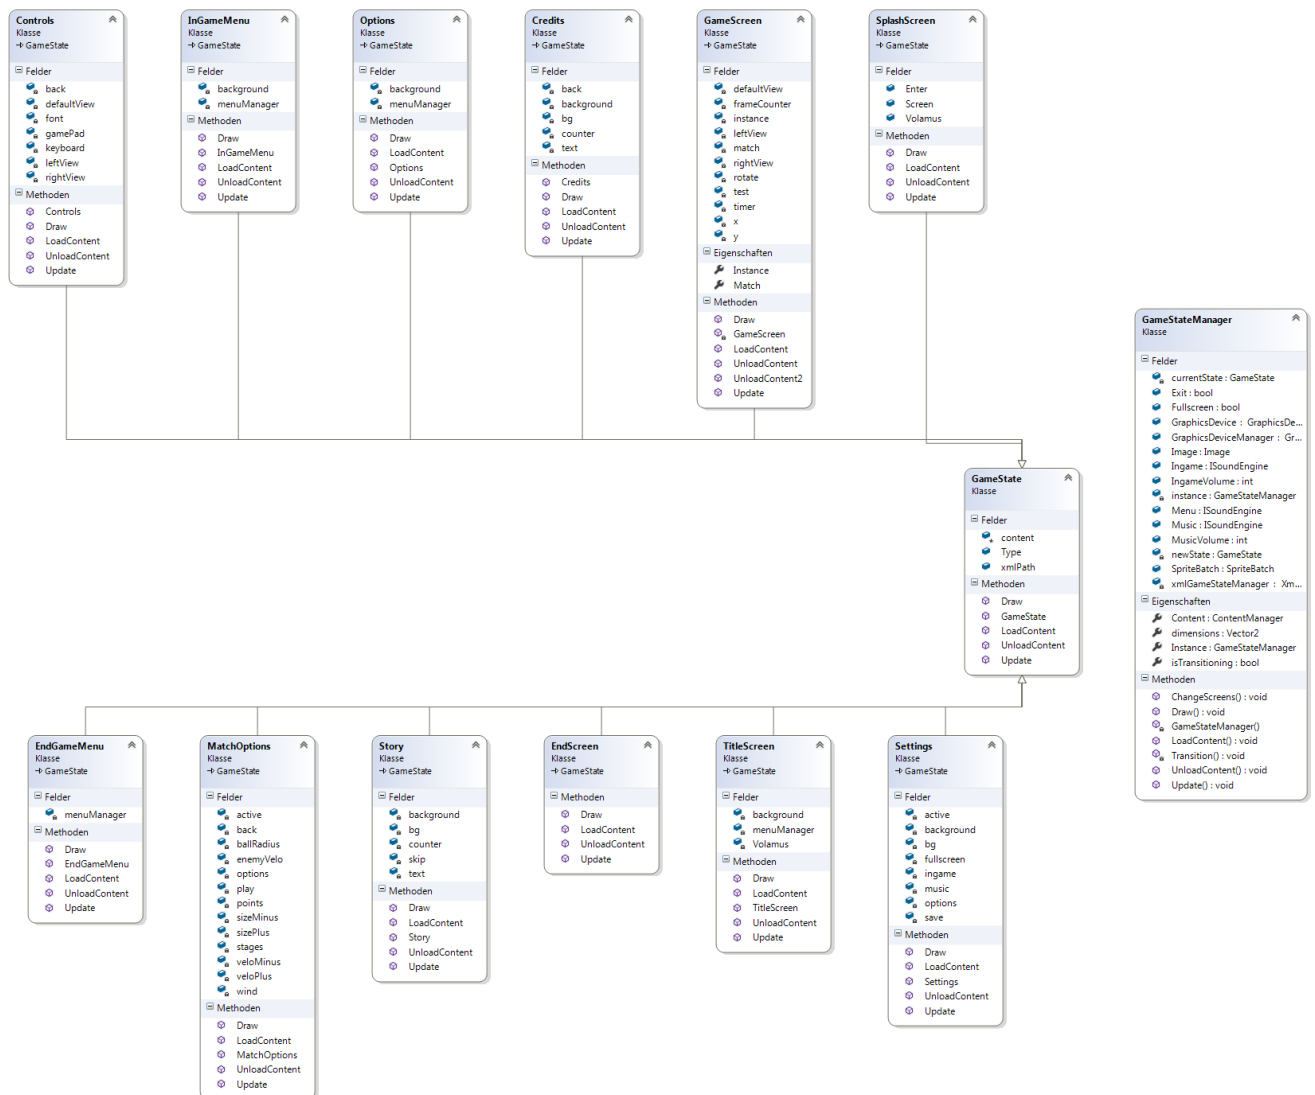 Controls
Klasse
GameState
Felder
back
defaultView
font
gamePad
keyboard
leftView
rightView
Methoden
Controls
Draw
LoadContent
UnloadContent
Update
InGameMenu
Klasse
GameState
Felder
background
menuManager
Methoden
Draw
InGameMenu
LoadContent
UnloadContent
Update
Options
Klasse
GameState
Felder
background
menuManager
Methoden
Draw
LoadContent
Options
UnloadContent
Update
Credits
Klasse
GameState
Felder
back
background
bg
counter
text
Methoden
Credits
Draw
LoadContent
UnloadContent
Update
GameScreen
Klasse
GameState
Felder
defaultView
frameCounter
instance
leftView
match
rightView
rotate
test
timer
x
y
Eigenschaften
Instance
Match
Methoden
Draw
GameScreen
LoadContent
UnloadContent
UnloadContent2
Update
SplashScreen
Klasse
GameState
Felder
Enter
Screen
Volamus
Methoden
Draw
LoadContent
UnloadContent
Update
GameStateManager
Klasse
Felder
currentState : GameState
Exit : bool
Fullscreen : bool
GraphicsDevice : GraphicsDe...
GraphicsDeviceManager : Gr...
Image : Image
Ingame : ISoundEngine
IngameVolume : int
instance : GameStateManager
Menu : ISoundEngine
Music : ISoundEngine
MusicVolume : int
newState : GameState
SpriteBatch : SpriteBatch
xmlGameStateManager : Xm...
Eigenschaften
Content : ContentManager
dimensions : Vector2
Instance : GameStateManager
isTransitioning : bool
Methoden
ChangeScreens() : void
Draw() : void
GameStateManager()
LoadContent() : void
Transition() : void
UnloadContent() : void
Update() : void
GameState
Klasse
Felder
content
Type
xmlPath
Methoden
Draw
GameState
LoadContent
UnloadContent
Update
EndGameMenu
Klasse
GameState
Felder
menuManager
Methoden
Draw
EndGameMenu
LoadContent
UnloadContent
Update
MatchOptions
Klasse
GameState
Felder
active
back
ballRadius
enemyVelo
options
play
points
sizeMinus
sizePlus
stages
veloMinus
veloPlus
wind
Methoden
Draw
LoadContent
MatchOptions
UnloadContent
Update
Story
Klasse
GameState
Felder
background
bg
counter
skip
text
Methoden
Draw
LoadContent
Story
UnloadContent
Update
EndScreen
Klasse
GameState
Methoden
Draw
LoadContent
UnloadContent
Update
TitleScreen
Klasse
GameState
Felder
background
menuManager
Volamus
Methoden
Draw
LoadContent
TitleScreen
UnloadContent
Update
Settings
Klasse
GameState
Felder
active
background
bg
fullscreen
ingame
music
options
save
Methoden
Draw
LoadContent
Settings
UnloadContent
Update